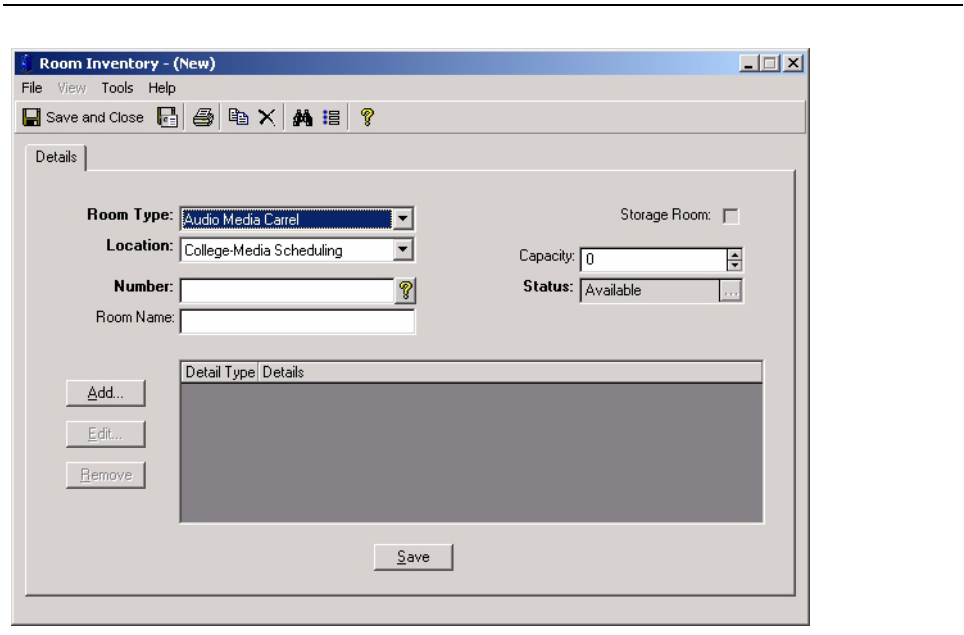 Room Inventory - (New)
File View Tools Help
Save and Close
Details
Room Type: Audio Media Carrel
Storage Room:
Location: College-Media Scheduling
Capacity: 0
Number:
Status: Available ...
Room Name:
Detail Type Details
Add...
Edit...
Remove
Save